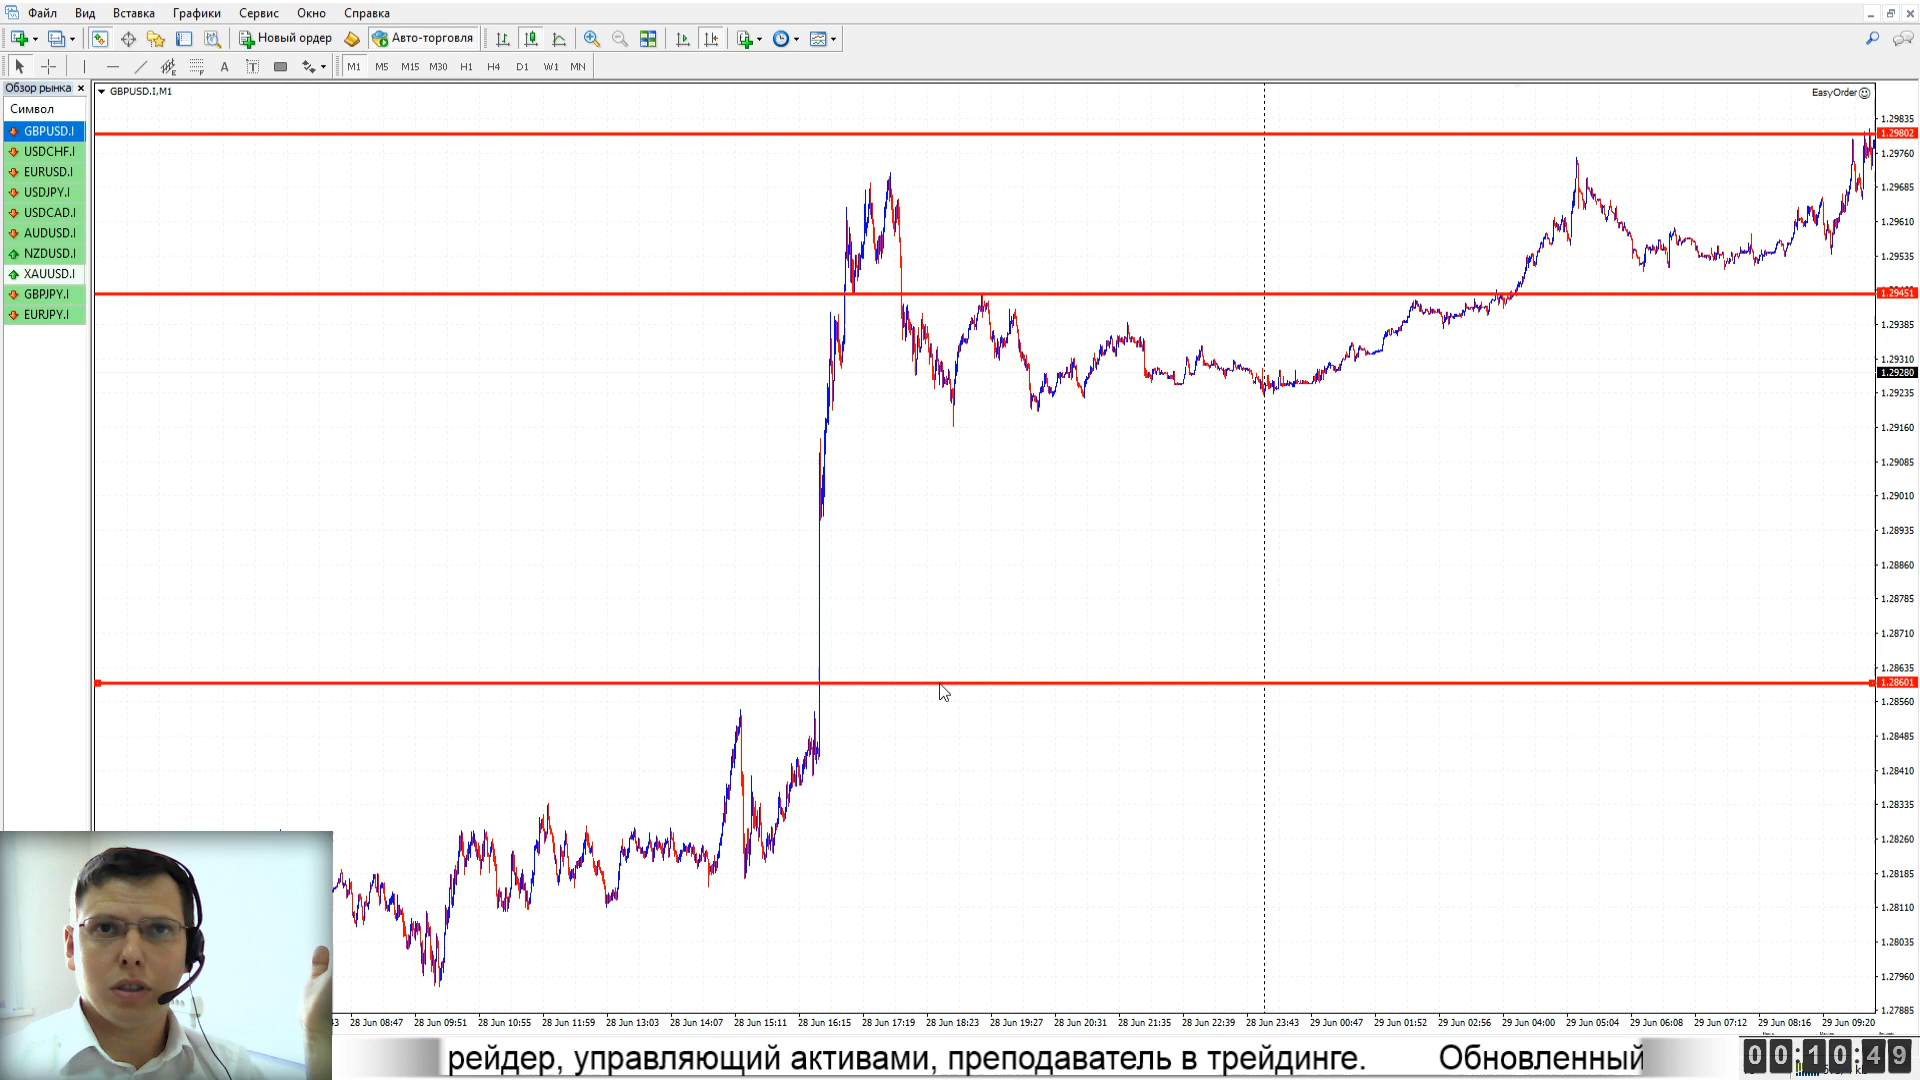 Файл Вид Вставка Графики Сервис Окно Справка
Новый ордер Авто-торговля
A T M1 M5 M15 M30 H1 H4 D1 W1 MN
Обзор рынка
Символ
GBPUSD.I
USDCHF.I
EURUSD.I
USDJPY.I
USDCAD.I
AUDUSD.I
NZDUSD.I
XAUUSD.I
GBPJPY.I
EURJPY.I
GBPUSD.I,M1
EasyOrder
1.29835
1.29802
1.29760
1.29685
1.29610
1.29535
1.29451
1.29385
1.29310
1.29280
1.29235
1.29160
1.29085
1.29010
1.28935
1.28860
1.28785
1.28710
1.28635
1.28601
1.28560
1.28485
1.28410
1.28335
1.28260
1.28185
1.28110
1.28035
1.27960
1.27885
28 Jun 08:47 28 Jun 09:51 28 Jun 10:55 28 Jun 11:59 28 Jun 13:03 28 Jun 14:07 28 Jun 15:11 28 Jun 16:15 28 Jun 17:19 28 Jun 18:23 28 Jun 19:27 28 Jun 20:31 28 Jun 21:35 28 Jun 22:39 28 Jun 23:43 29 Jun 00:47 29 Jun 01:52 29 Jun 02:56 29 Jun 04:00 29 Jun 05:04 29 Jun 06:08 29 Jun 07:12 29 Jun 08:16 29 Jun 09:20
рейдер, управляющий активами, преподаватель в трейдинге. Обновленный
00:10:49